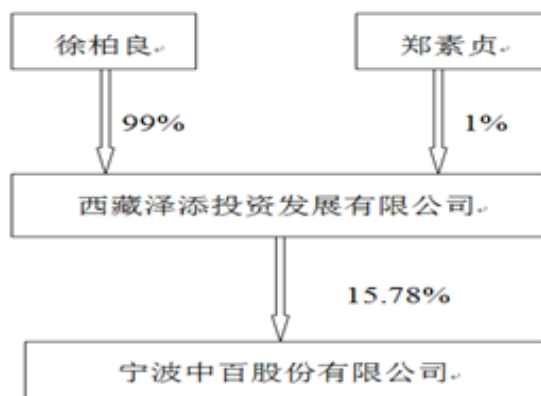 徐柏良
郑素贞
99%
1%
西藏泽添投资发展有限公司
15.78%
宁波中百股份有限公司